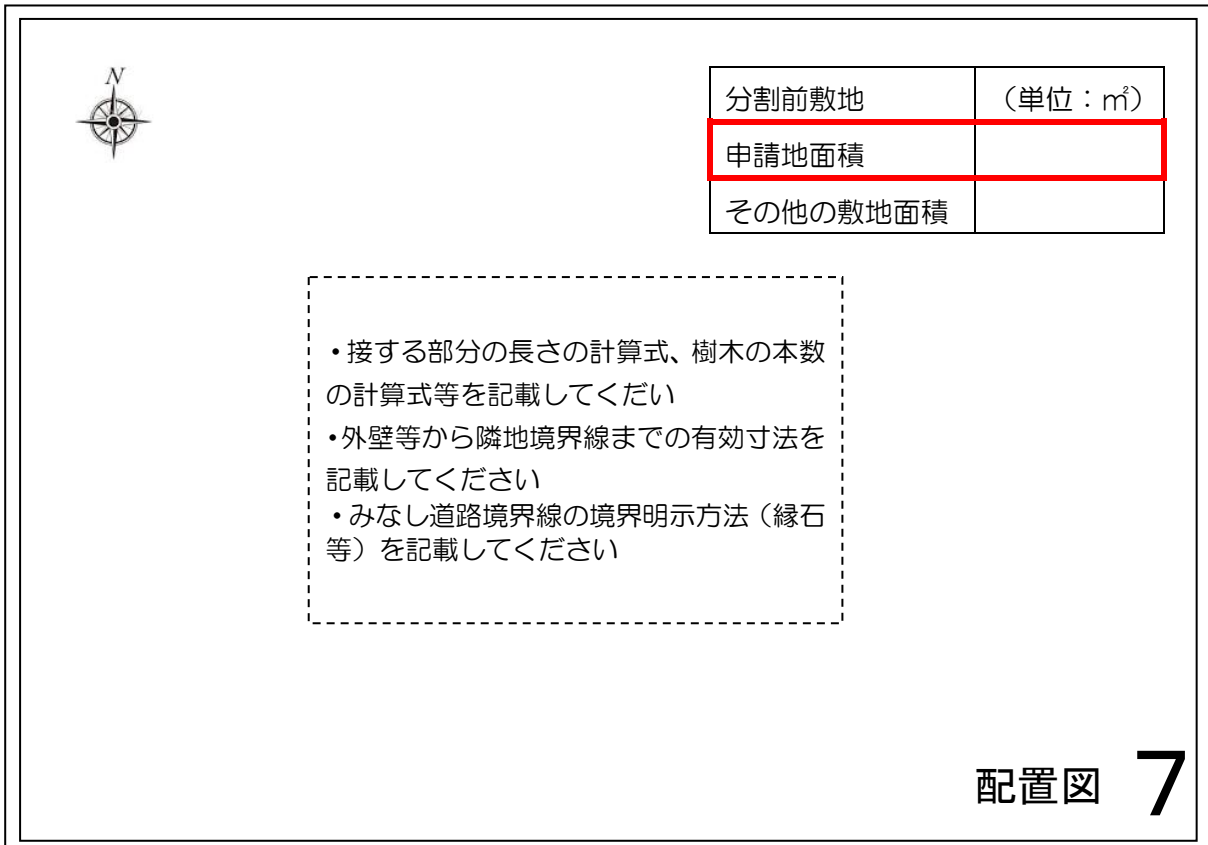 N
分割前敷地 （単位：㎡）
申請地面積
その他の敷地面積
・接する部分の長さの計算式、樹木の本数
の計算式等を記載してくだい
・外壁等から隣地境界線までの有効寸法を
記載してください
・みなし道路境界線の境界明示方法（縁石
等）を記載してください
配置図 7